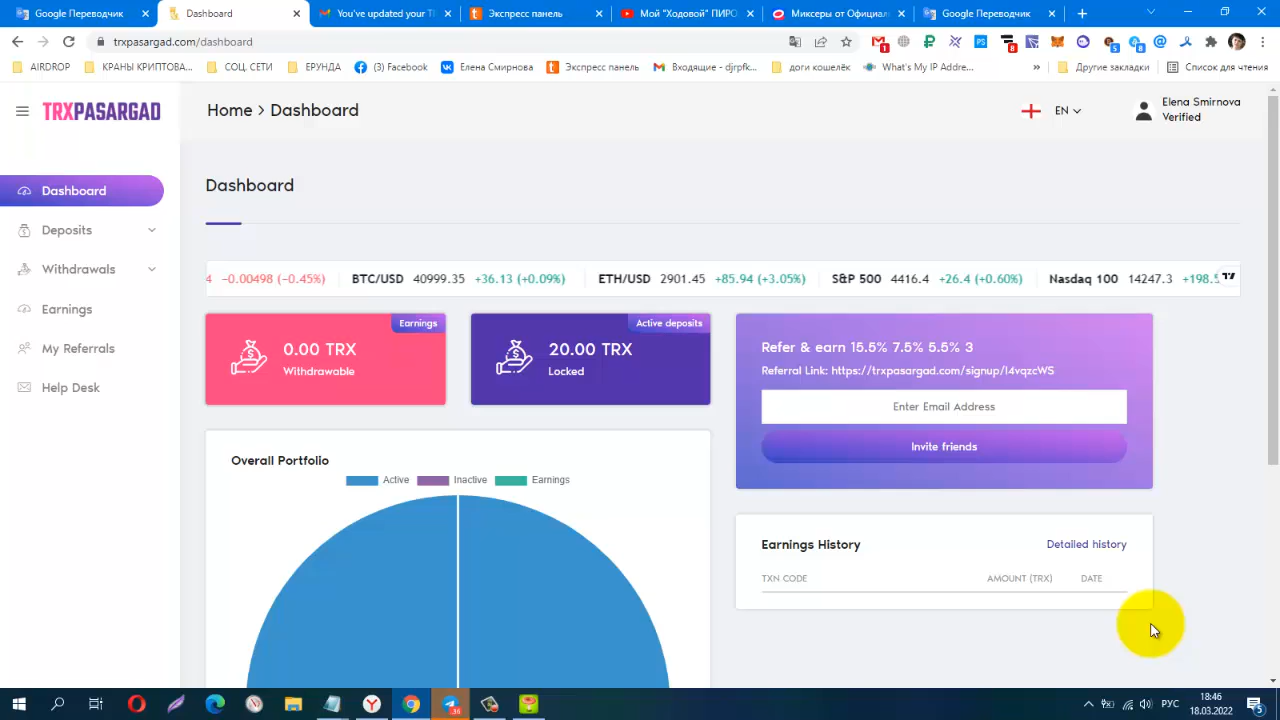 Google Переводчик
Dashboard
You've updated your TI
Экспресс панель
Мой "Ходовой" ПИРО
Миксеры от Официал
Google Переводчик
trxpasargad.com/dashboard
AIRDROP
КРАНЫ КРИПТОВА...
СОЦ. СЕТИ
ЕРУНДА
(3) Facebook
Елена Смирнова
Экспресс панель
Входящие - djrpfk...
доги кошелёк
What's My IP Addre...
»
Другие закладки
Список для чтения
TRXPASARGAD
Home > Dashboard
EN
Elena Smirnova
Verified
Dashboard
Deposits
Withdrawals
Earnings
My Referrals
Help Desk
Dashboard
4 −0.00498 (−0.45%) BTC/USD 40999.35 +36.13 (+0.09%) ETH/USD 2901.45 +85.94 (+3.05%) S&P 500 4416.4 +26.4 (+0.60%) Nasdaq 100 14247.3 +198.5
Earnings
0.00 TRX
Withdrawable
Active deposits
20.00 TRX
Locked
Refer & earn 15.5% 7.5% 5.5% 3
Referral Link: https://trxpasargad.com/signup/I4vqzcWS
Enter Email Address
Invite friends
Overall Portfolio
Active Inactive Earnings
Earnings History
Detailed history
TXN CODE AMOUNT (TRX) DATE
РУС
18:46
18.03.2022
5